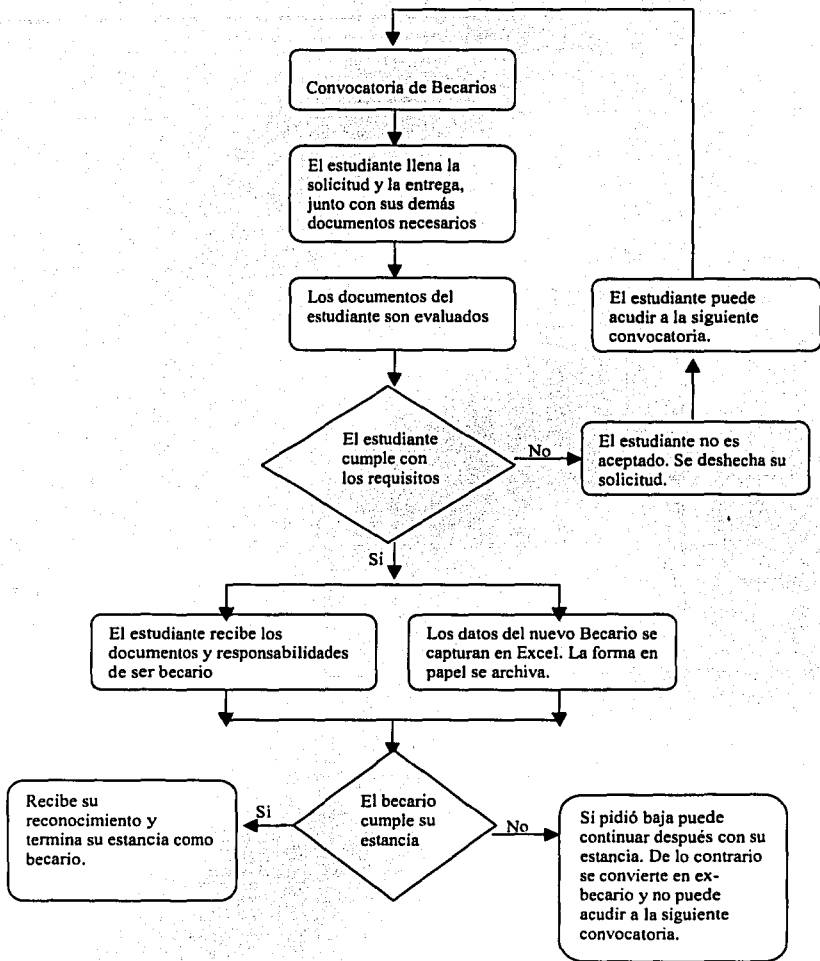 Convocatoria de Becarios
El estudiante llena la
solicitud y la entrega,
junto con sus demás
documentos necesarios
Los documentos del
estudiante son evaluados
El estudiante puede
acudir a la siguiente
convocatoria.
El estudiante
cumple con
los requisitos
No
El estudiante no es
aceptado. Se deshecha su
solicitud.
Si
El estudiante recibe los
documentos y responsabilidades
de ser becario
Los datos del nuevo Becario se
capturan en Excel. La forma en
papel se archiva.
Recibe su
reconocimiento y
termina su estancia como
becario.
Si
El becario
cumple su
estancia
No
Si pidió baja puede
continuar después con su
estancia. De lo contrario
se convierte en ex-
becario y no puede
acudir a la siguiente
convocatoria.